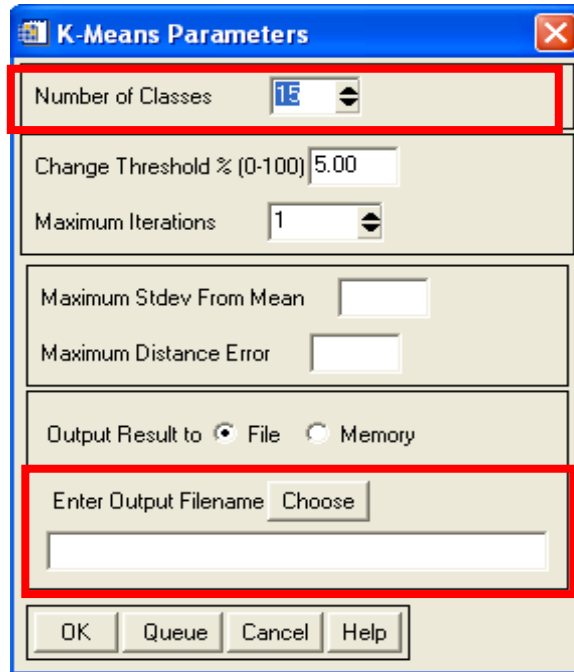 K-Means Parameters
Number of Classes 15
Change Threshold % (0-100) 5.00
Maximum Iterations 1
Maximum Stdev From Mean
Maximum Distance Error
Output Result to File Memory
Enter Output Filename Choose
OK Queue Cancel Help